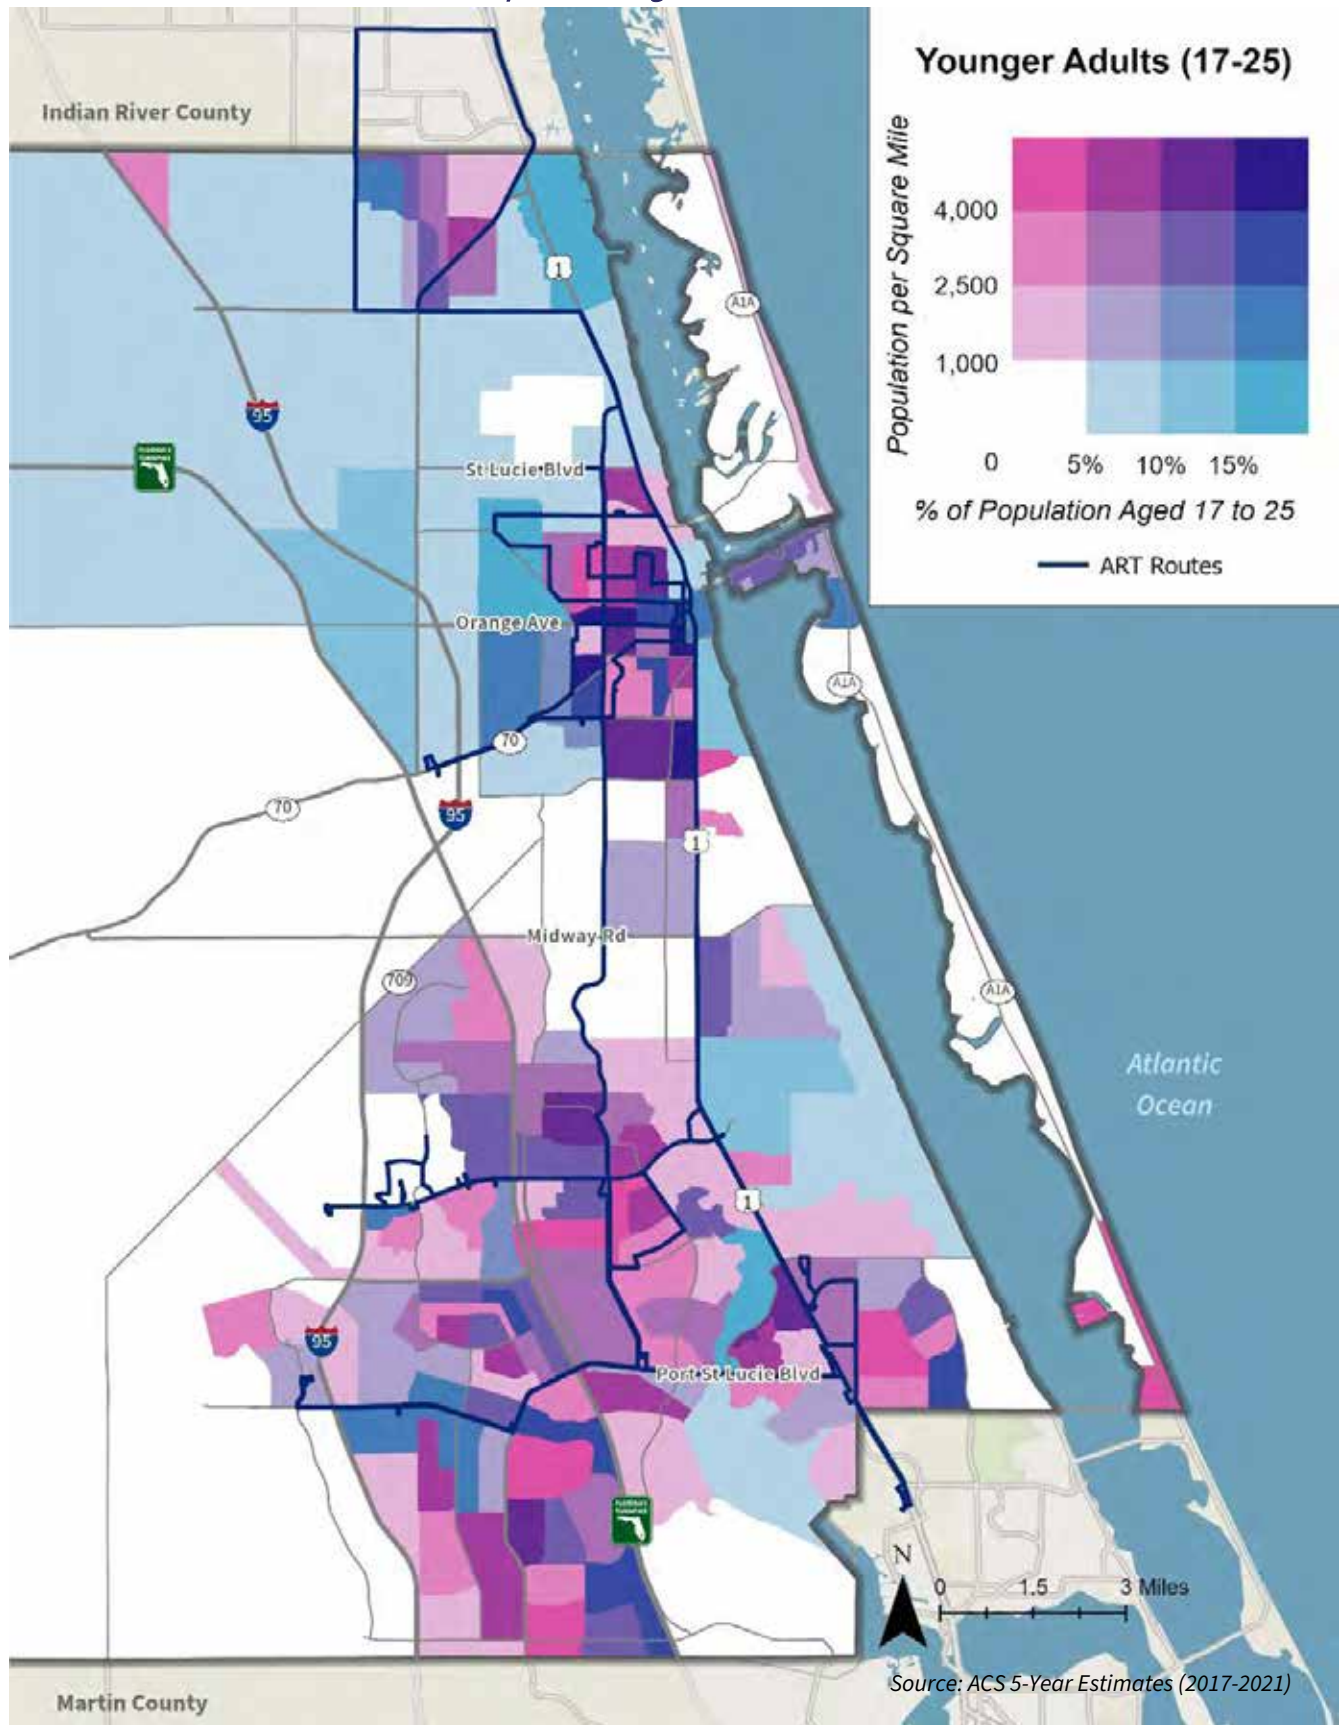 Younger Adults (17-25)
Population per Square Mile
4,000
2,500
1,000
0
5%
10%
15%
% of Population Aged 17 to 25
ART Routes
Indian River County
1
A1A
95
St Lucie Blvd
Orange Ave
A1A
70
70
95
1
Midway Rd
709
A1A
Atlantic
Ocean
1
95
Port St Lucie Blvd
N
0 1.5 3 Miles
Source: ACS 5-Year Estimates (2017-2021)
Martin County